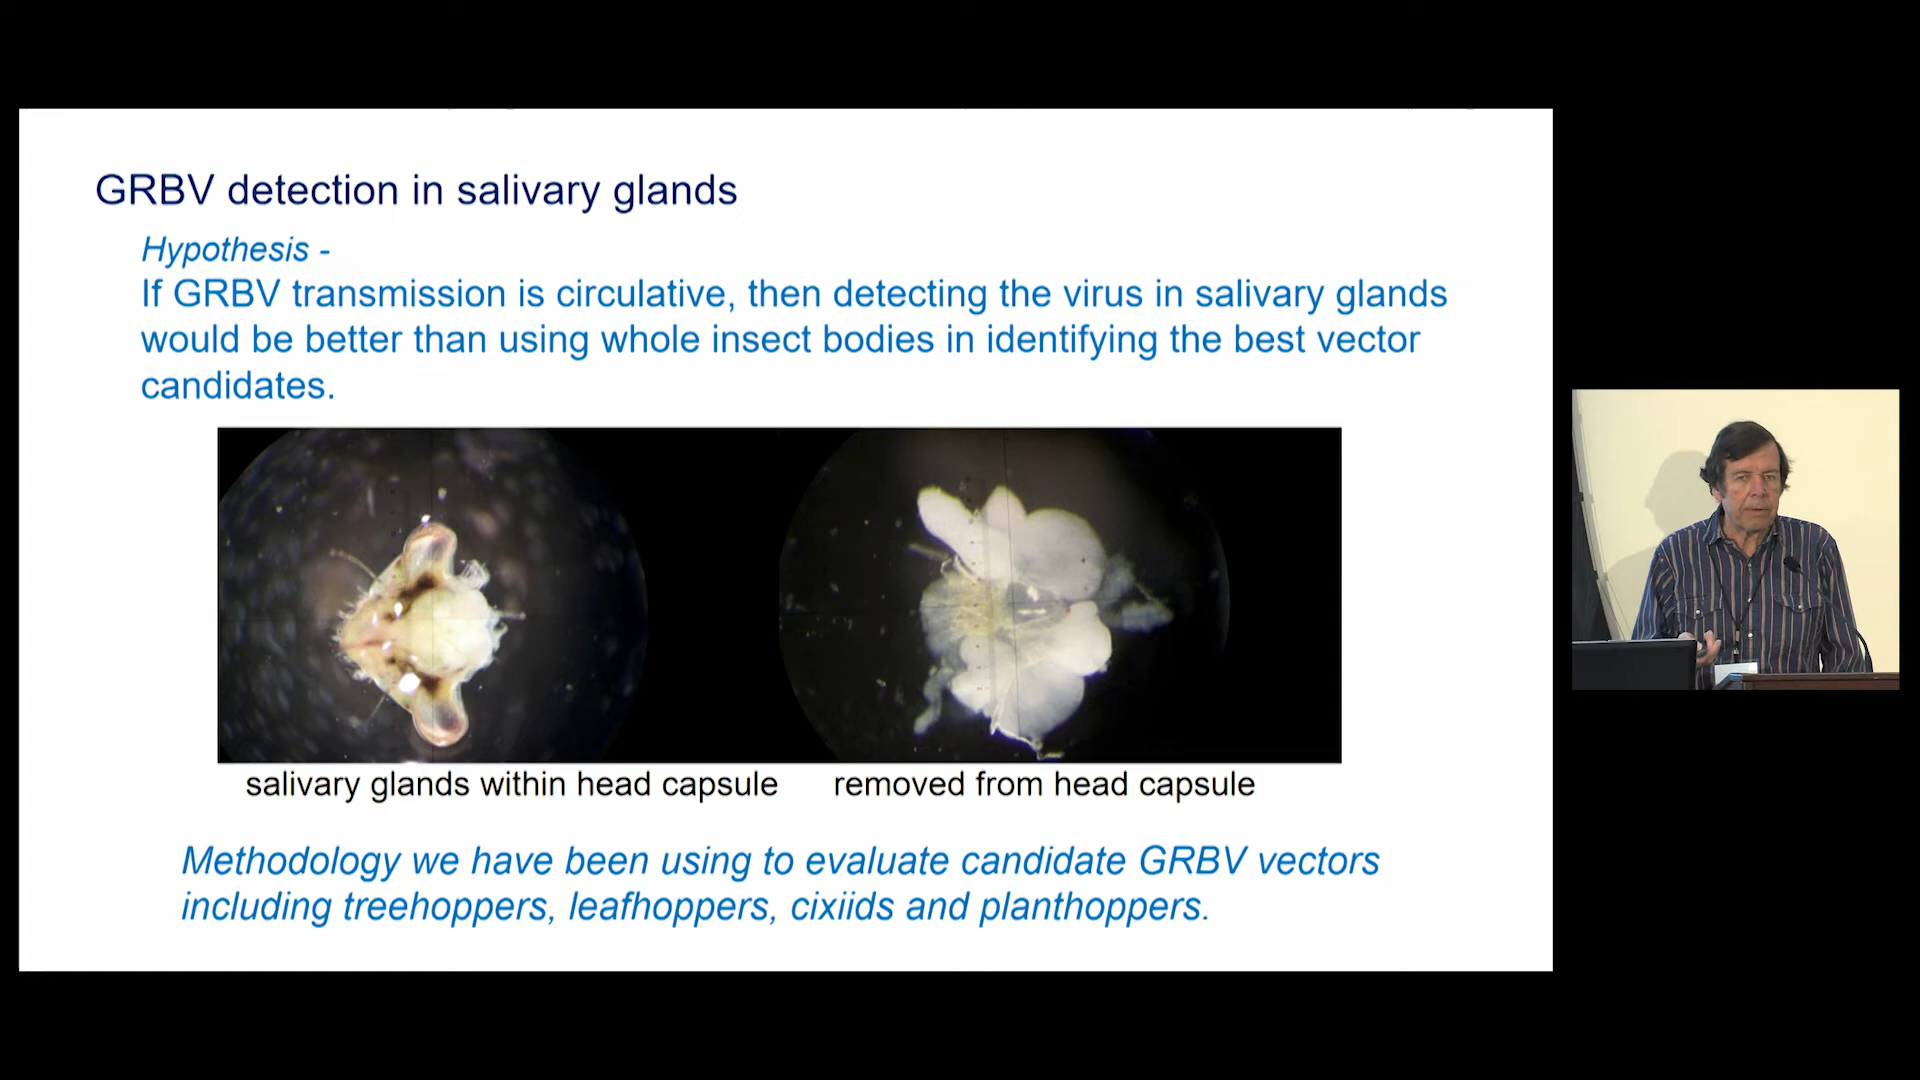 GRBV detection in salivary glands
Hypothesis -
If GRBV transmission is circulative, then detecting the virus in salivary glands
would be better than using whole insect bodies in identifying the best vector
candidates.
salivary glands within head capsule
removed from head capsule
Methodology we have been using to evaluate candidate GRBV vectors
including treehoppers, leafhoppers, cixiids and planthoppers.